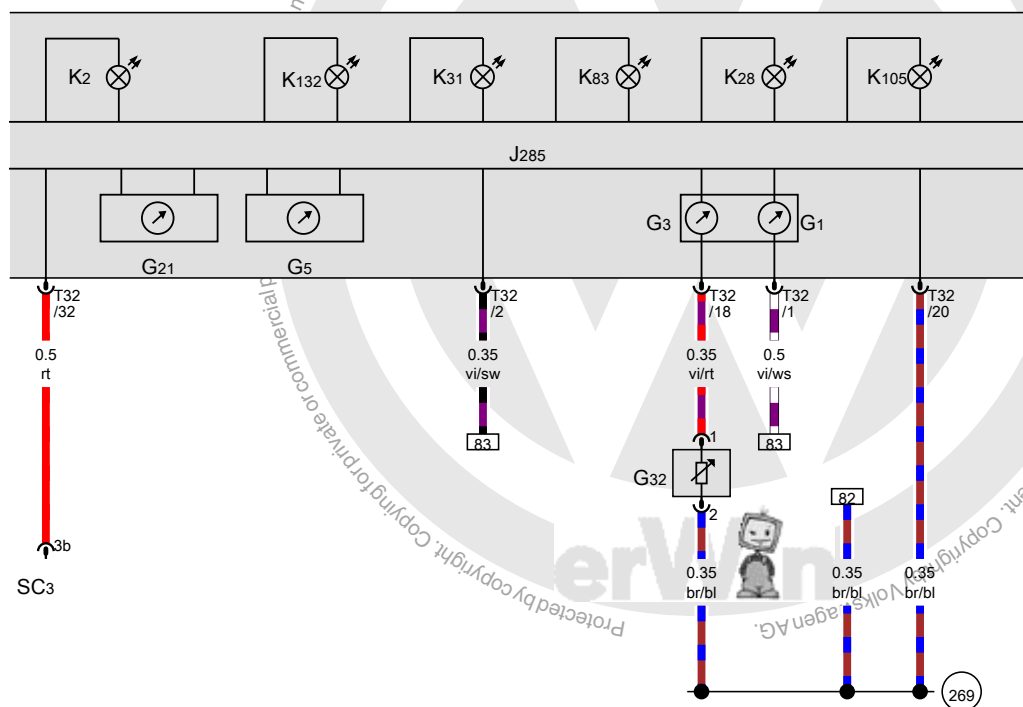 K2
K132
K31
K83
K28
K105
J285
G21
G5
G3
G1
T32
/32
T32
/2
T32
/18
T32
/1
T32
/20
0.5
rt
0.35
vi/sw
0.35
vi/rt
0.5
vi/ws
83
83
1
G32
2
82
3b
SC3
0.35
br/bl
0.35
br/bl
0.35
br/bl
269
erWin
Protected by copyright. Copying for private or commercial p
ent. Copyright by Volkswagen AG.